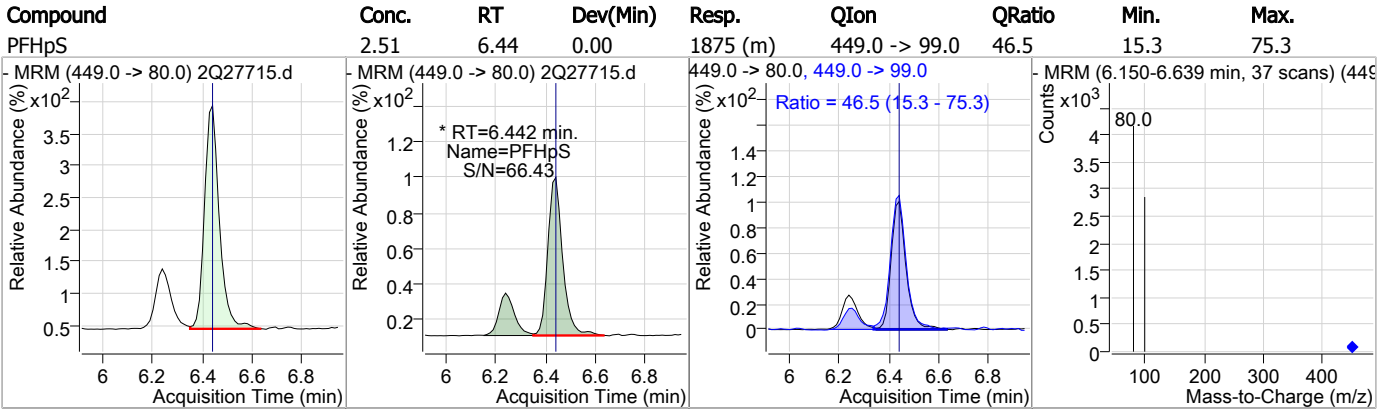 Compound Conc. RT Dev(Min) Resp. QIon QRatio Min. Max.
PFHpS 2.51 6.44 0.00 1875 (m) 449.0 -> 99.0 46.5 15.3 75.3
- MRM (449.0 -> 80.0) 2Q27715.d
Relative Abundance (%)
x10²
3.5
3
2.5
2
1.5
1
0.5
6 6.2 6.4 6.6 6.8
Acquisition Time (min)
- MRM (449.0 -> 80.0) 2Q27715.d
Relative Abundance (%)
x10²
* RT=6.442 min.
Name=PFHpS
S/N=66.43
1.2
1
0.8
0.6
0.4
0.2
6 6.2 6.4 6.6 6.8
Acquisition Time (min)
449.0 -> 80.0, 449.0 -> 99.0
Relative Abundance (%)
x10²
Ratio = 46.5 (15.3 - 75.3)
1.4
1.2
1
0.8
0.6
0.4
0.2
0
6 6.2 6.4 6.6 6.8
Acquisition Time (min)
- MRM (6.150-6.639 min, 37 scans) (449
Counts
x10³
80.0
4
3.5
3
2.5
2
1.5
1
0.5
0
100 200 300 400
Mass-to-Charge (m/z)